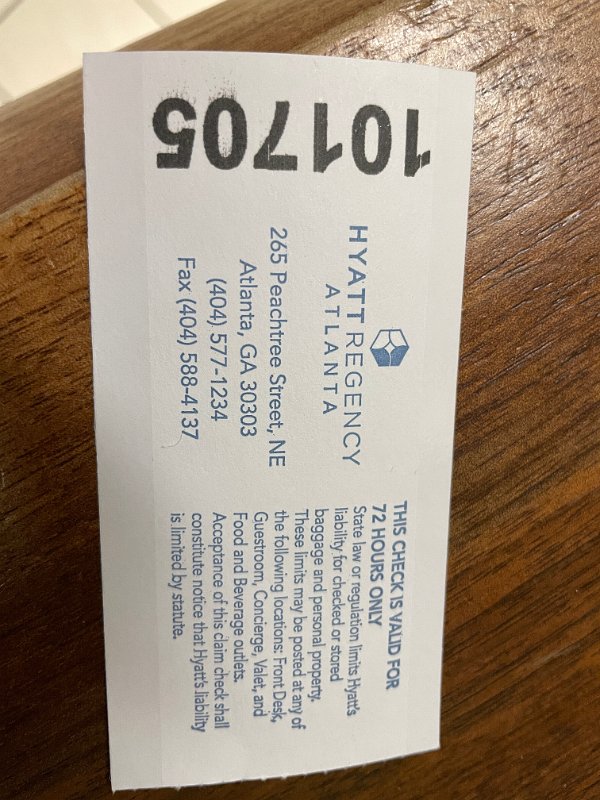 101705
HYATT REGENCY
ATLANTA
265 Peachtree Street, NE
Atlanta, GA 30303
(404) 577-1234
Fax (404) 588-4137
THIS CHECK IS VALID FOR
72 HOURS ONLY
State law or regulation limits Hyatt's
liability for checked or stored
baggage and personal property.
These limits may be posted at any of
the following locations: Front Desk,
Guestroom, Concierge, Valet, and
Food and Beverage outlets.
Acceptance of this claim check shall
constitute notice that Hyatt's liability
is limited by statute.